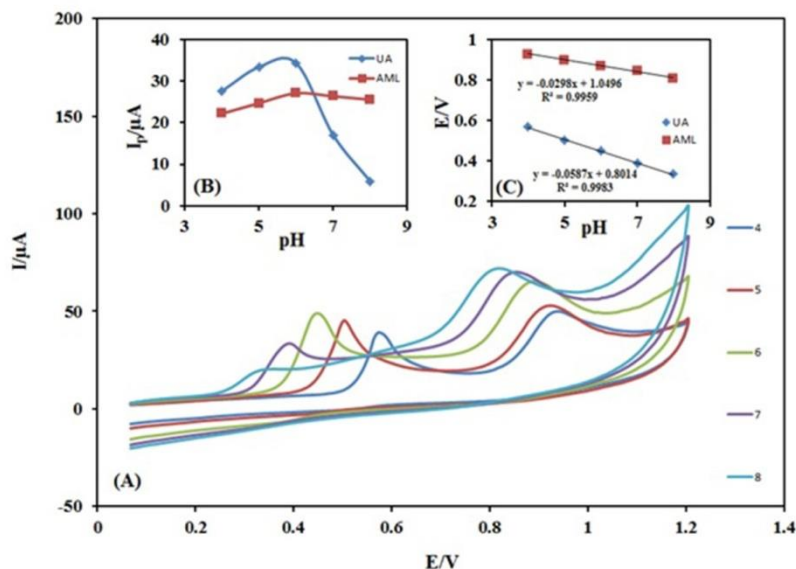 200
150
100
50
0
-50
I/μA
0
0.2
0.4
0.6
0.8
1
1.2
1.4
E/V
(A)
40
30
20
10
0
Ip/μA
3
5
7
9
pH
(B)
UA
AML
1
0.8
0.6
0.4
0.2
E/V
y = -0.0298x + 1.0496
R² = 0.9959
UA
AML
y = -0.0587x + 0.8014
R² = 0.9983
(C)
3
5
7
9
pH
4
5
6
7
8